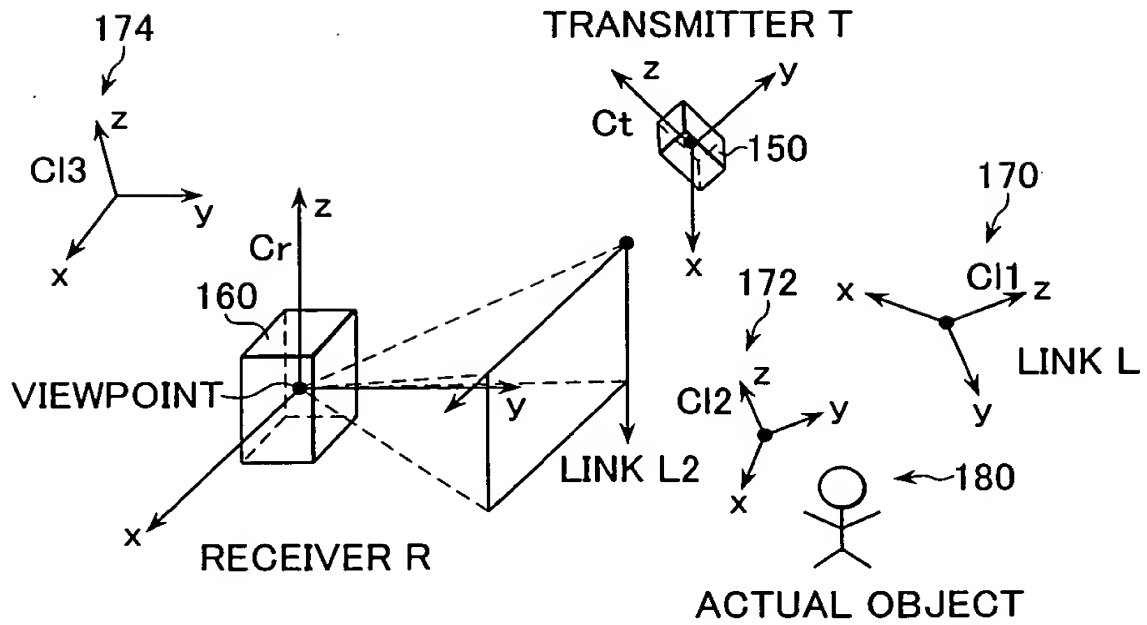 174
TRANSMITTER T
z
y
Ct
150
z
Cl3
y
x
x
170
z
Cr
172
x
Cl1
z
160
LINK L
VIEWPOINT
y
z
Cl2
y
y
LINK L2
x
180
x
RECEIVER R
ACTUAL OBJECT